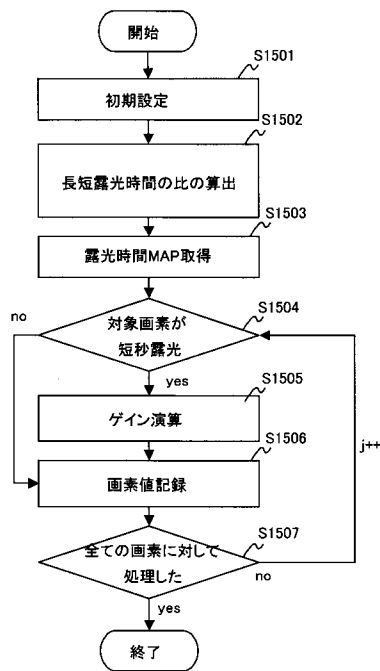 開始
S1501
初期設定
S1502
長短露光時間の比の算出
S1503
露光時間MAP取得
S1504
no
対象画素が
短秒露光
yes
S1505
ゲイン演算
S1506
j++
画素値記録
S1507
全ての画素に対して
処理した
no
yes
終了